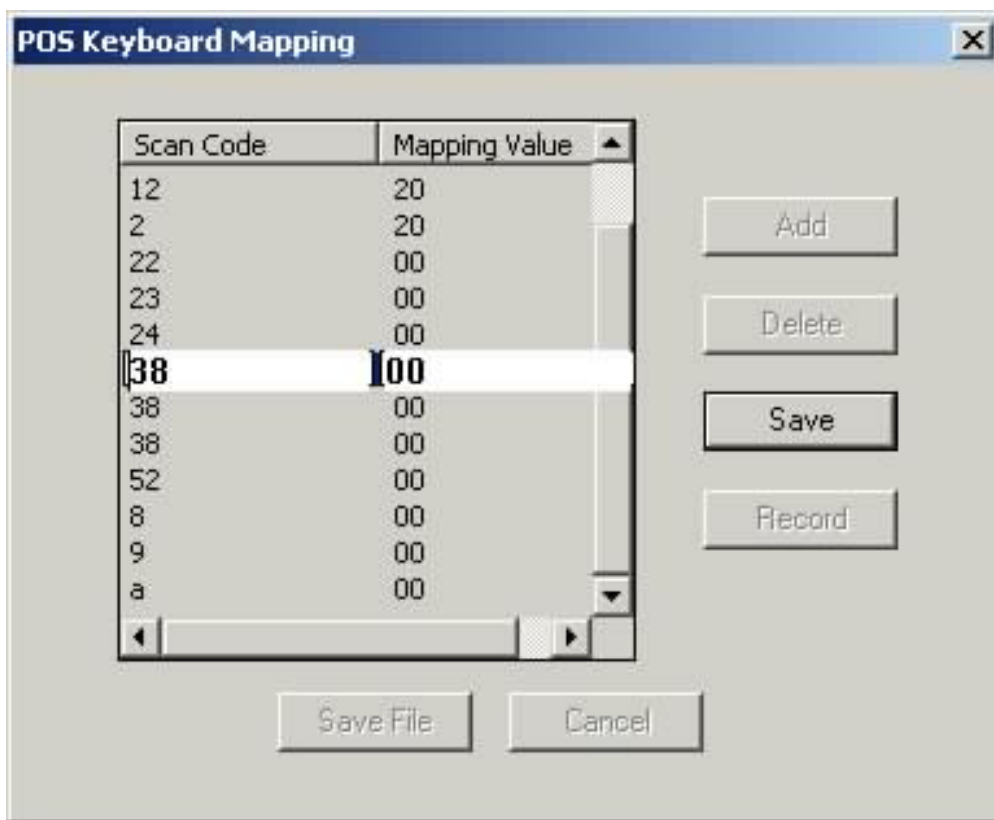 POS Keyboard Mapping
Scan Code Mapping Value
12 20
2 20
22 00
23 00
24 00
38 00
38 00
38 00
52 00
8 00
9 00
a 00
Add
Delete
Save
Record
Save File Cancel